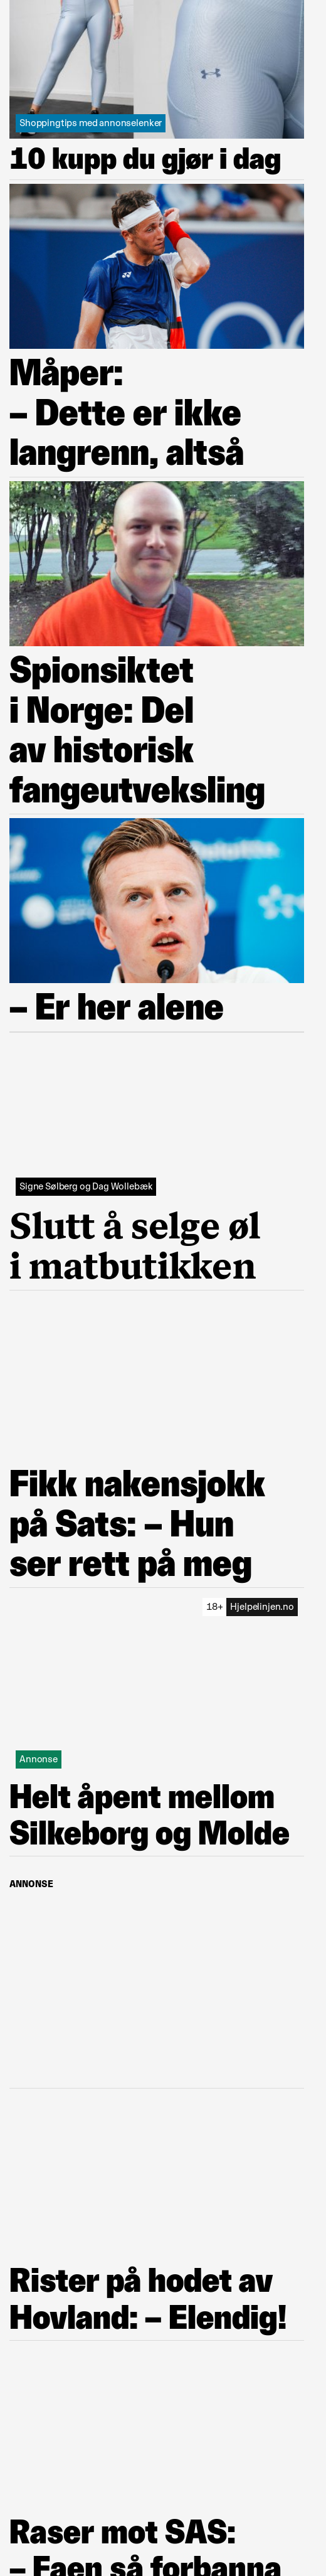 Shoppingtips med annonselenker
10 kupp du gjør i dag
Måper:
– Dette er ikke
langrenn, altså
Spionsiktet
i Norge: Del
av historisk
fangeutveksling
Deloitte.
– Er her alene
Signe Sølberg og Dag Wollebæk
Slutt å selge øl
i matbutikken
Fikk nakensjokk
på Sats: – Hun
ser rett på meg
18+ Hjelpelinjen.no
Annonse
Helt åpent mellom
Silkeborg og Molde
ANNONSE
Rister på hodet av
Hovland: – Elendig!
Raser mot SAS:
– Faen så forbanna